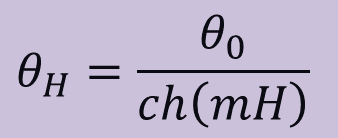 θ_H = θ_0 / ch(mH)